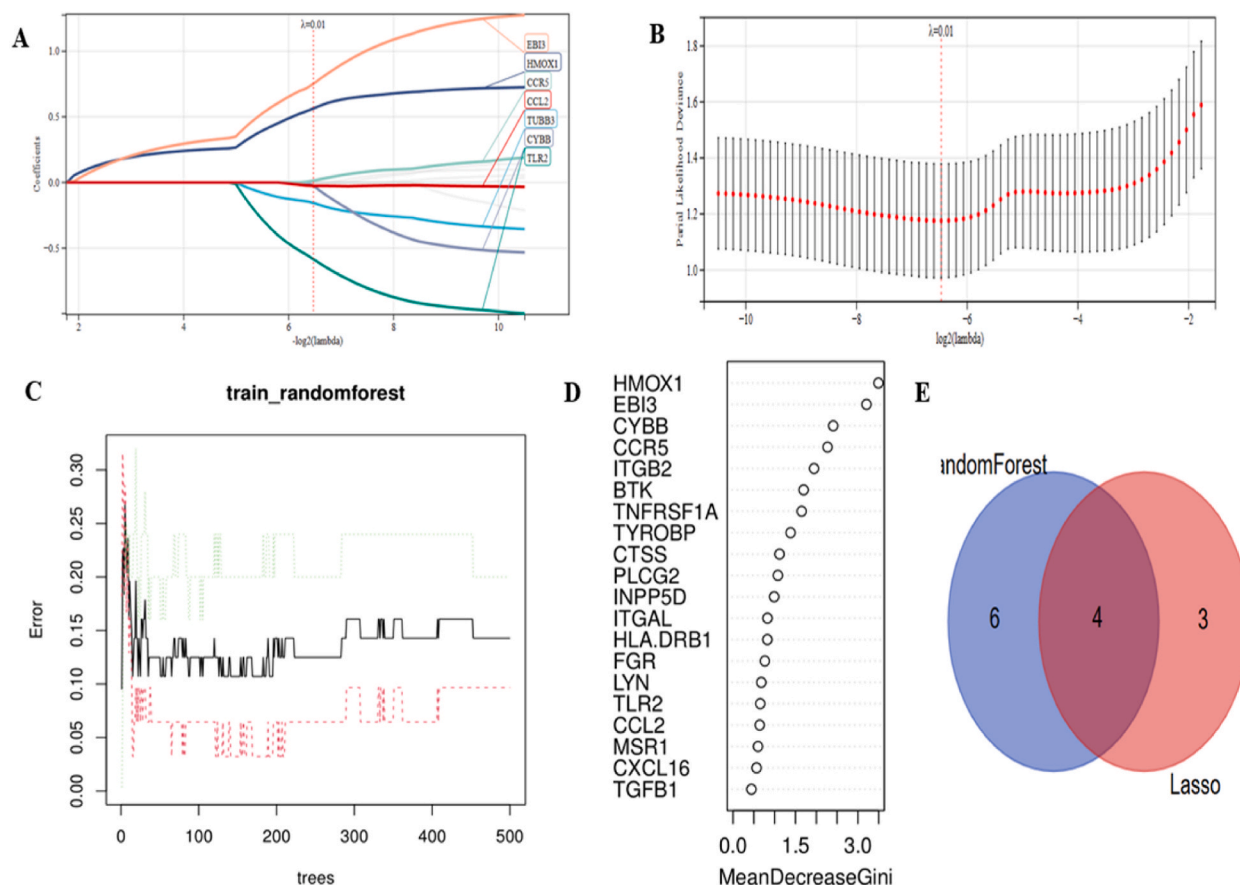 A
λ=0.01
EBI3
HMOX1
CCR5
CCL2
TUBB3
CYBB
TLR2
1.0
0.5
0.0
−0.5
Coefficients
2
4
6
8
10
-log2(lambda)
B
λ=0.01
1.8
1.6
1.4
1.2
1.0
Parial Likelihood Deviance
−10
−8
−6
−4
−2
log2(lambda)
C
train_randomforest
0.30
0.25
0.20
0.15
0.10
0.05
0.00
Error
0
100
200
300
400
500
trees
D
HMOX1
EBI3
CYBB
CCR5
ITGB2
BTK
TNFRSF1A
TYROBP
CTSS
PLCG2
INPP5D
ITGAL
HLA.DRB1
FGR
LYN
TLR2
CCL2
MSR1
CXCL16
TGFB1
0.0
1.5
3.0
MeanDecreaseGini
E
andomForest
6
4
3
Lasso